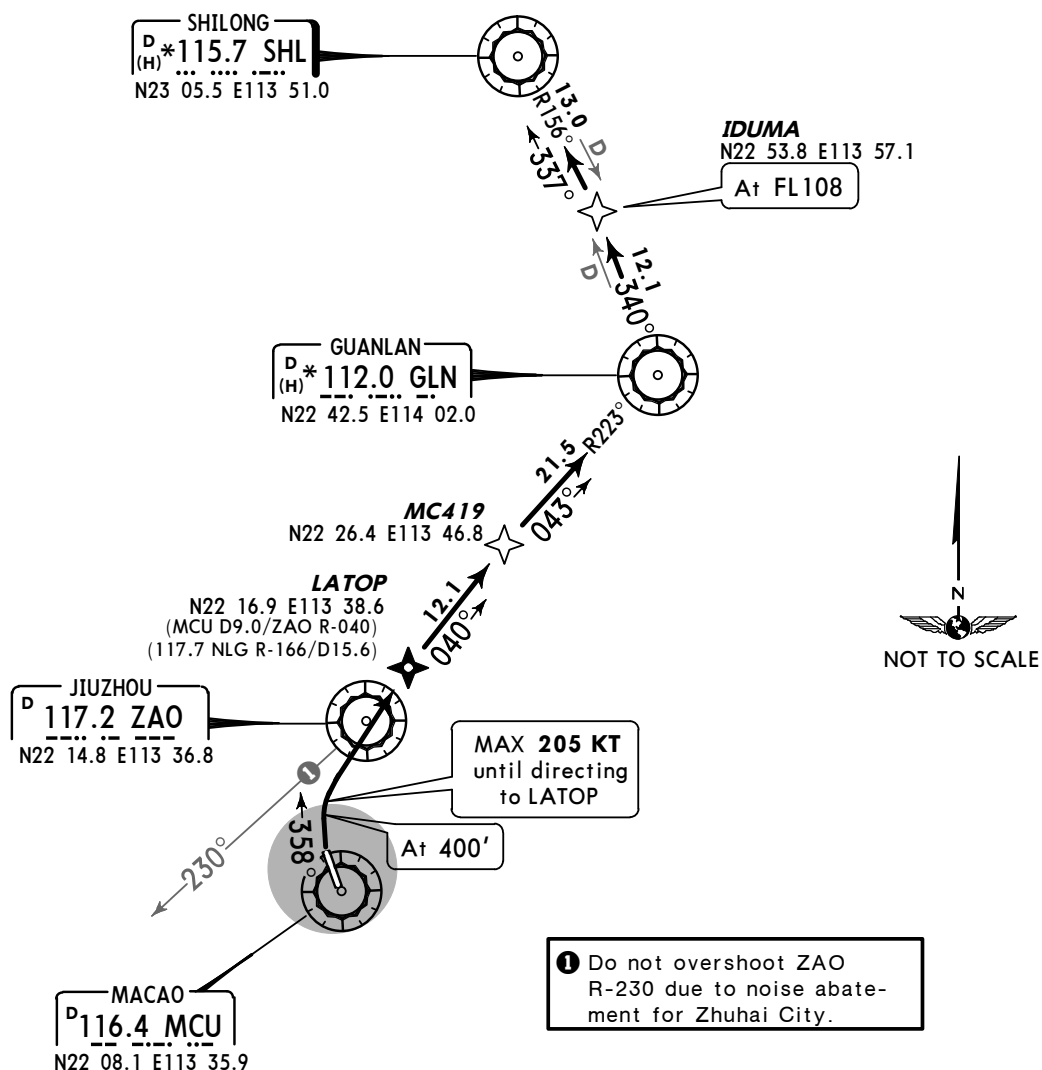 SHILONG
D
(H) *115.7 SHL
N23 05.5 E113 51.0
13.0
R156°
D
337°
IDUMA
N22 53.8 E113 57.1
At FL108
D
12.1
340°
GUANLAN
D
(H) *112.0 GLN
N22 42.5 E114 02.0
R223°
21.5
043°
MC419
N22 26.4 E113 46.8
LATOP
N22 16.9 E113 38.6
(MCU D9.0/ZAO R-040)
(117.7 NLG R-166/D15.6)
12.1
040°
N
NOT TO SCALE
JIUZHOU
D 117.2 ZAO
N22 14.8 E113 36.8
MAX 205 KT
until directing
to LATOP
1
358°
At 400'
230°
MACAO
D 116.4 MCU
N22 08.1 E113 35.9
1 Do not overshoot ZAO
R-230 due to noise abate-
ment for Zhuhai City.